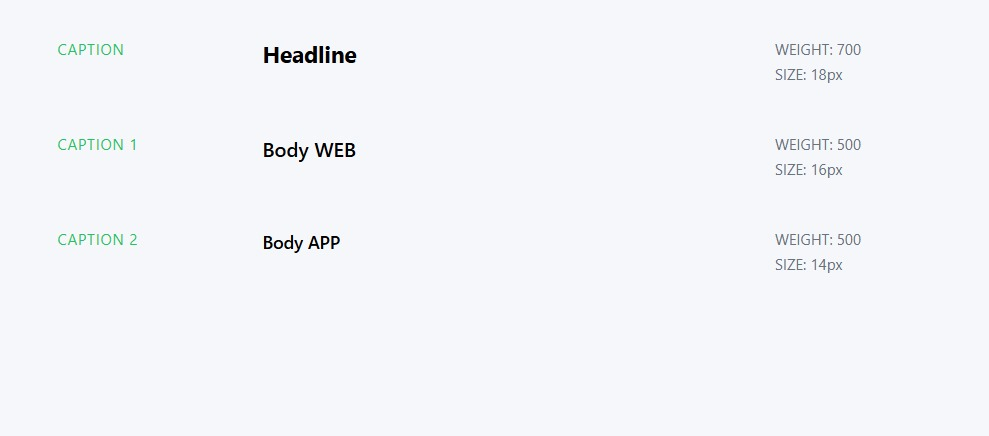 CAPTION
Headline
WEIGHT: 700
SIZE: 18px
CAPTION 1
Body WEB
WEIGHT: 500
SIZE: 16px
CAPTION 2
Body APP
WEIGHT: 500
SIZE: 14px